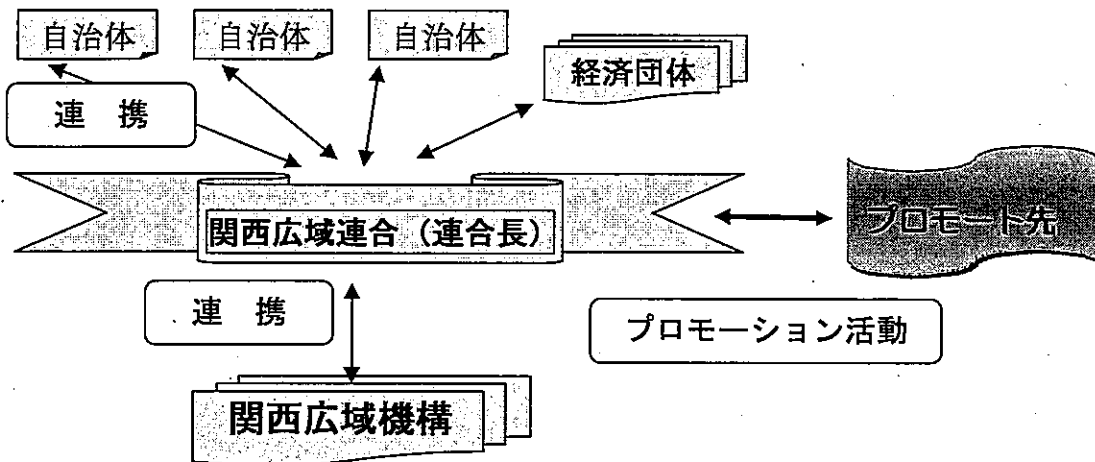 自治体
自治体
自治体
経済団体
連　携
関西広域連合（連合長）
プロモート先
連　携
プロモーション活動
関西広域機構